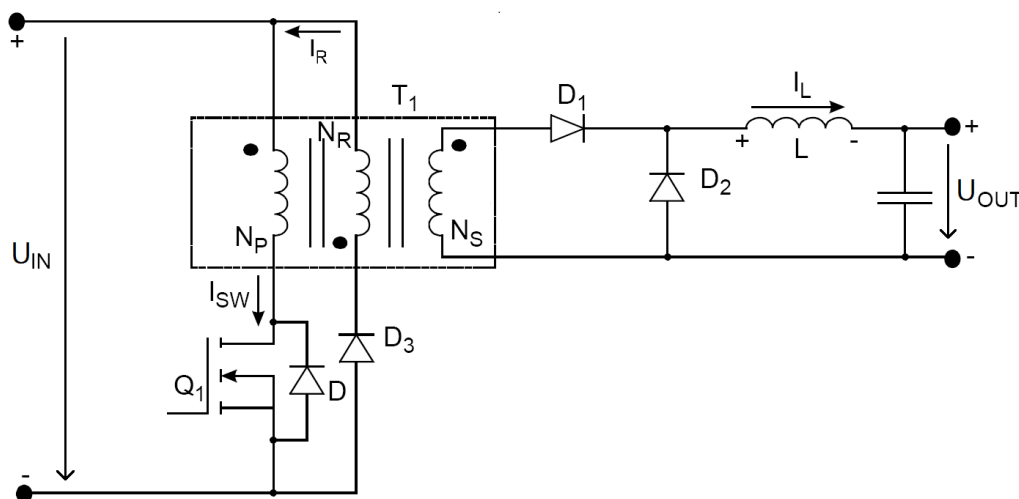 +
I_R
T_1
D_1
I_L
N_R
+
L
-
+
D_2
U_OUT
N_P
N_S
U_IN
-
I_SW
D_3
Q_1
D
-